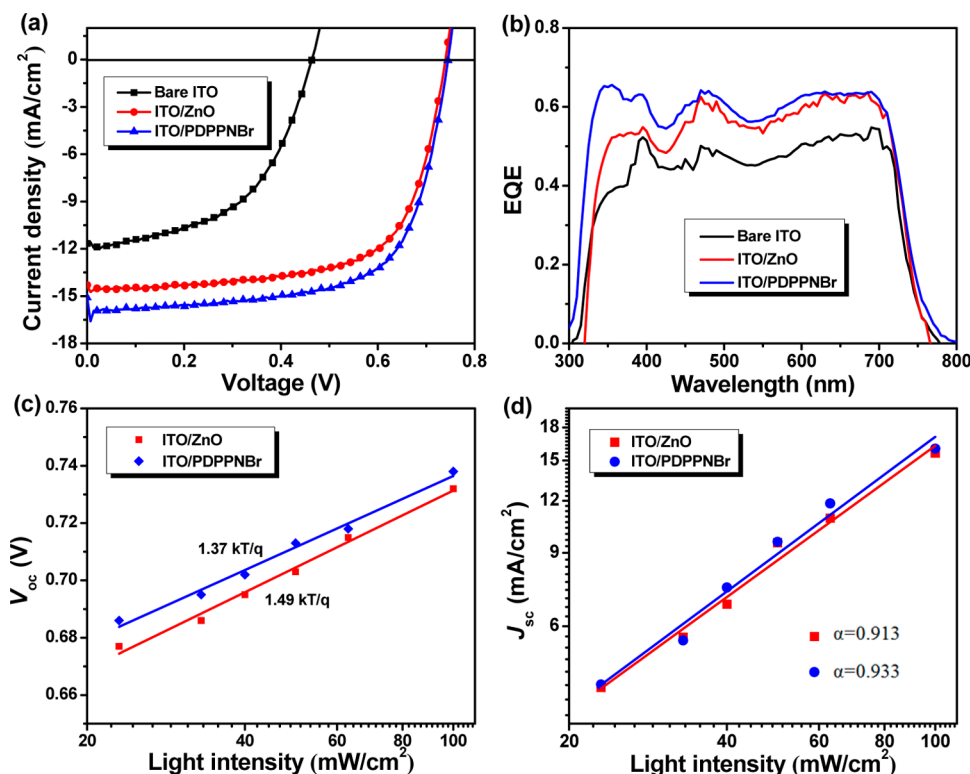 (a)
Current density (mA/cm²)
0
-3
-6
-9
-12
-15
-18
Bare ITO
ITO/ZnO
ITO/PDPPNBr
0.0
0.2
0.4
0.6
0.8
Voltage (V)
(b)
EQE
0.6
0.4
0.2
0.0
Bare ITO
ITO/ZnO
ITO/PDPPNBr
300
400
500
600
700
800
Wavelength (nm)
(c)
Voc (V)
0.76
0.74
0.72
0.70
0.68
0.66
ITO/ZnO
ITO/PDPPNBr
1.37 kT/q
1.49 kT/q
20
40
60
80
100
Light intensity (mW/cm²)
(d)
Jsc (mA/cm²)
18
15
12
9
6
ITO/ZnO
ITO/PDPPNBr
α=0.913
α=0.933
20
40
60
80
100
Light intensity (mW/cm²)